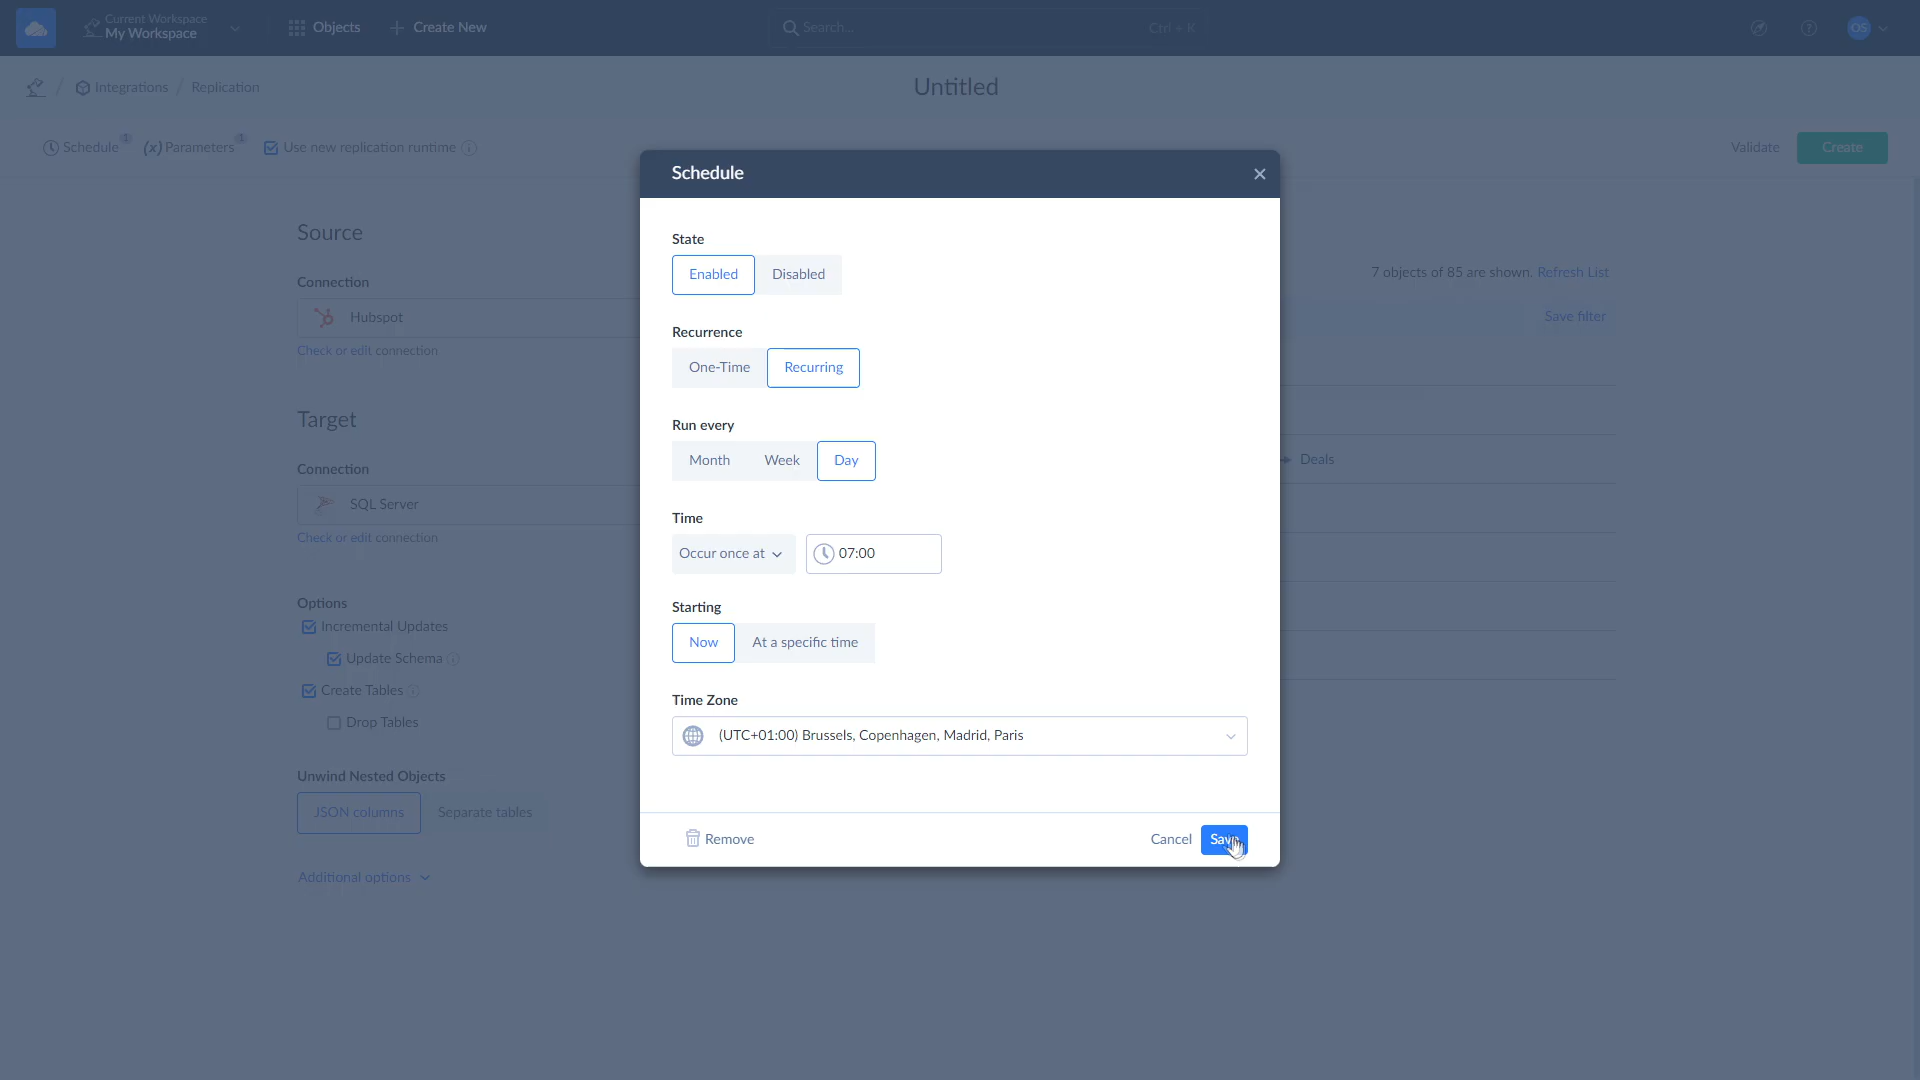 Current Workspace
My Workspace
Objects
Create New
Search...
Ctrl + K
OS
Integrations / Replication
Untitled
Schedule 1
(x) Parameters 1
Use new replication runtime
Validate
Create
Source
Connection
Hubspot
Check or edit connection
Target
Connection
SQL Server
Check or edit connection
Options
Incremental Updates
Update Schema
Create Tables
Drop Tables
Unwind Nested Objects
JSON columns
Separate tables
Additional options
Schedule
State
Enabled
Disabled
Recurrence
One-Time
Recurring
Run every
Month
Week
Day
Time
Occur once at
07:00
Starting
Now
At a specific time
Time Zone
(UTC+01:00) Brussels, Copenhagen, Madrid, Paris
Remove
Cancel
Save
7 objects of 85 are shown. Refresh List
Save filter
Deals